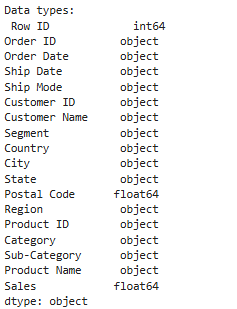 Data types:
 Row ID             int64
Order ID          object
Order Date        object
Ship Date         object
Ship Mode         object
Customer ID       object
Customer Name     object
Segment           object
Country           object
City              object
State             object
Postal Code      float64
Region            object
Product ID        object
Category          object
Sub-Category      object
Product Name      object
Sales            float64
dtype: object